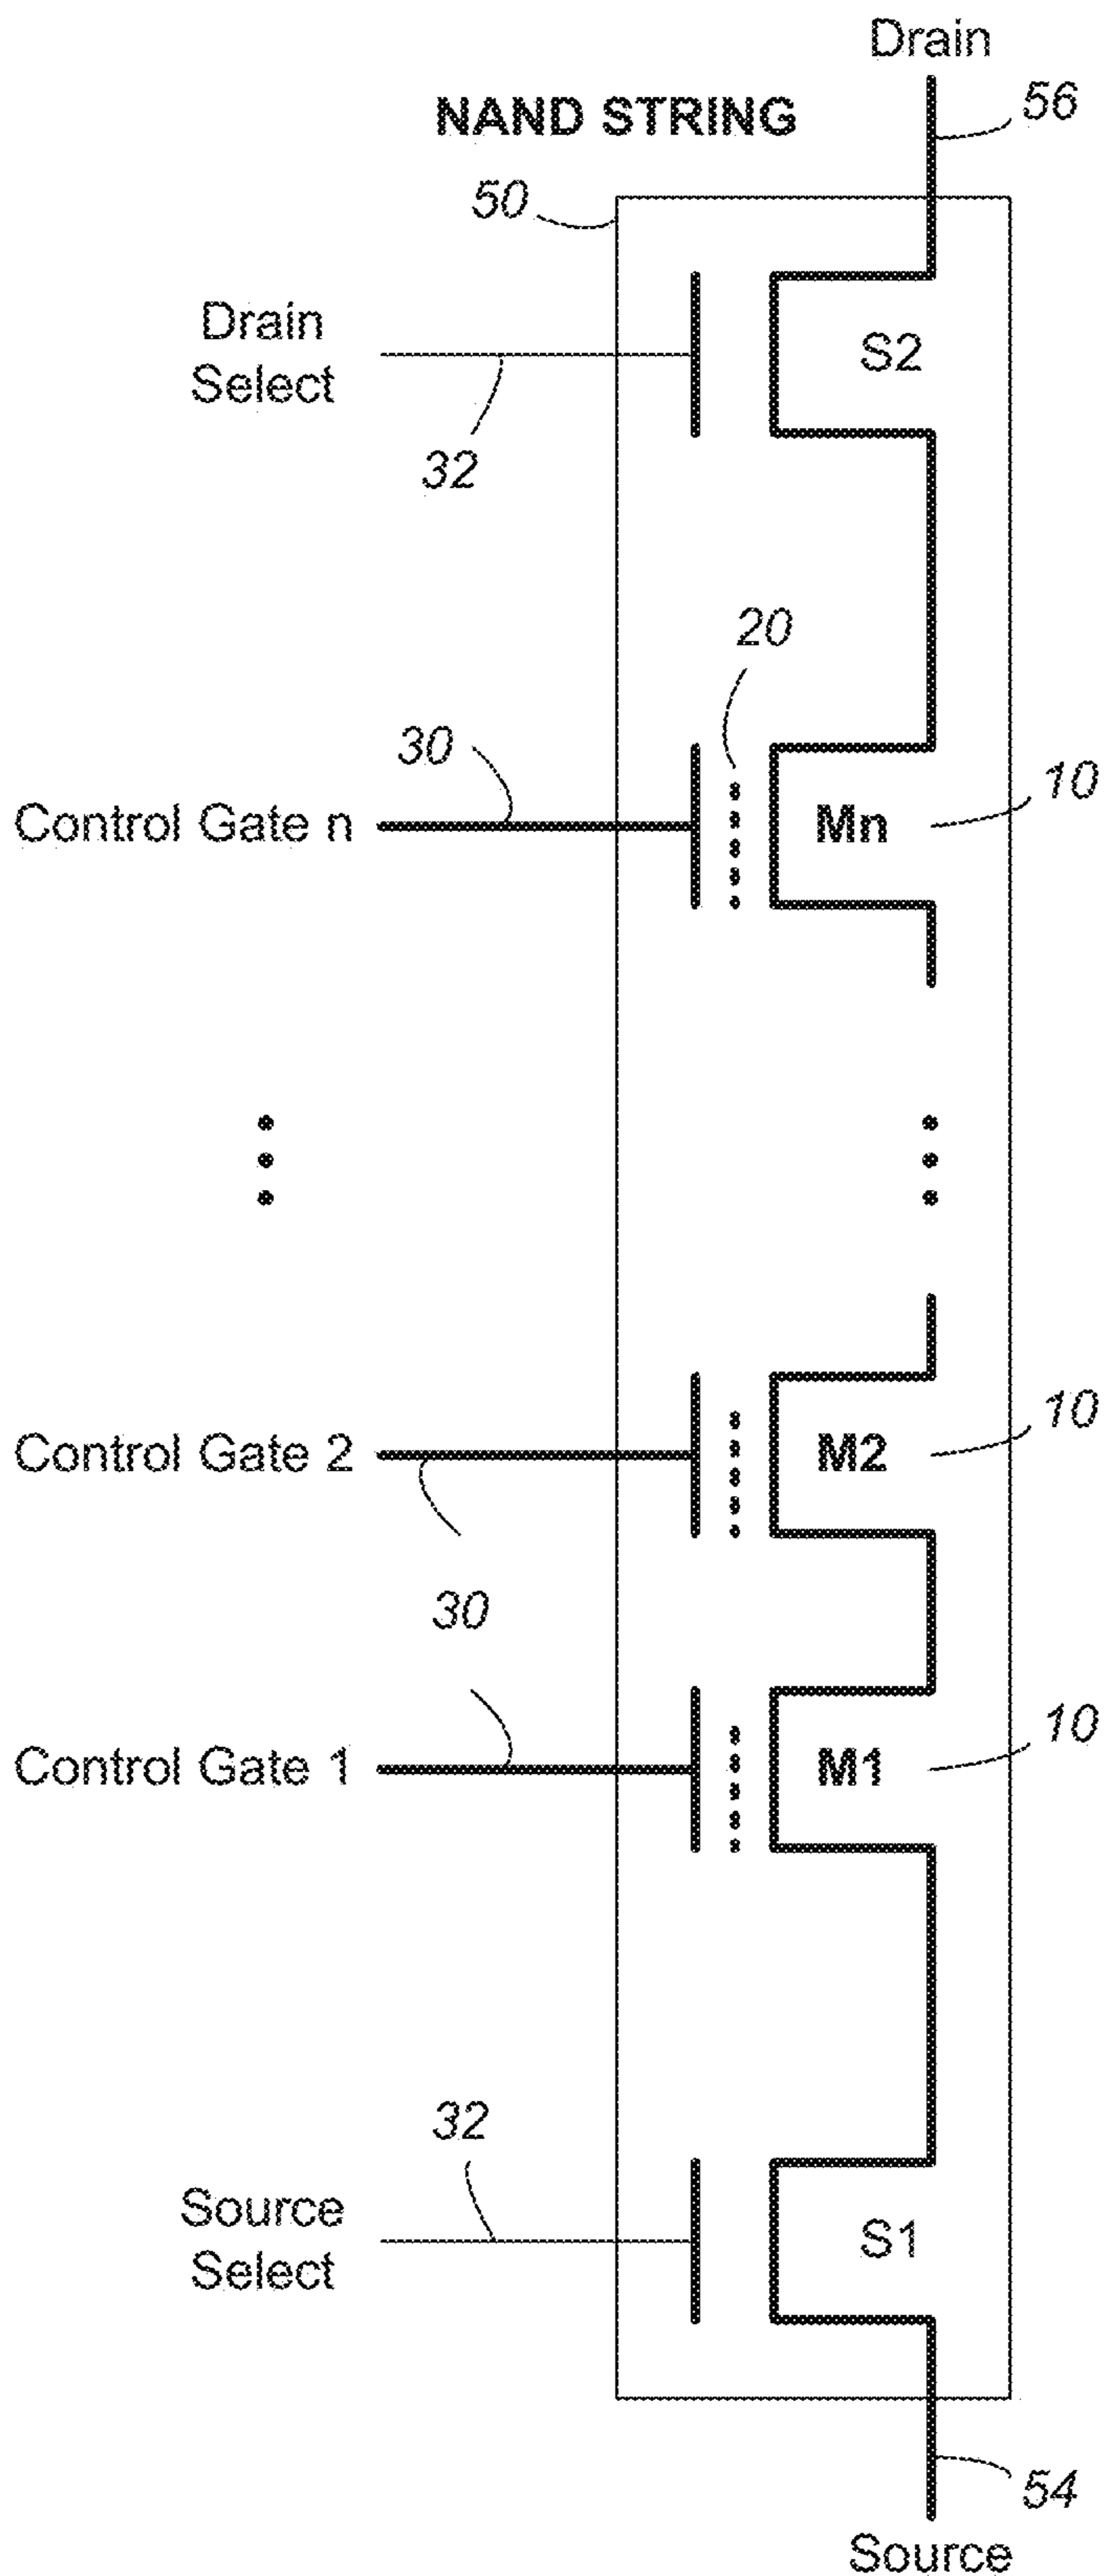 Drain
56
NAND STRING
50
Drain
Select
S2
32
20
30
10
Control Gate n
Mn
10
Control Gate 2
M2
30
10
Control Gate 1
M1
32
Source
Select
S1
54
Source